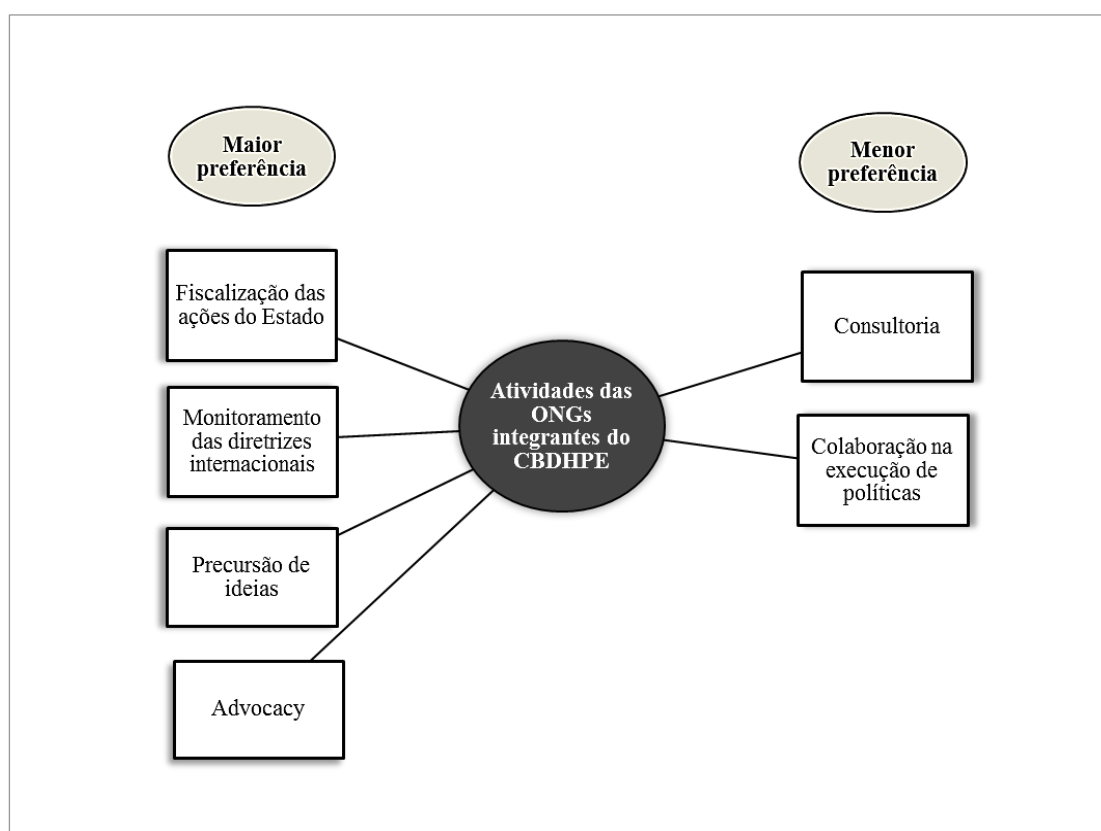 Maior
preferência
Fiscalização das
ações do Estado
Monitoramento
das diretrizes
internacionais
Precursão de
ideias
Advocacy
Atividades das
ONGs
integrantes do
CBDHPE
Menor
preferência
Consultoria
Colaboração na
execução de
políticas